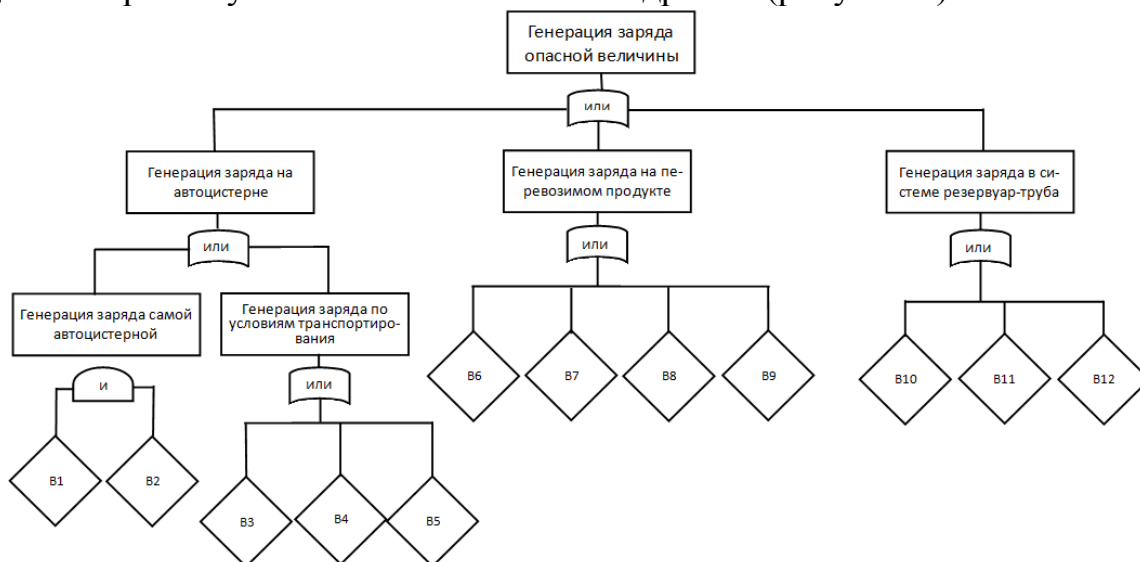 Генерация заряда
опасной величины
или
Генерация заряда на
автоцистерне
Генерация заряда на пе-
ревозимом продукте
Генерация заряда в си-
стеме резервуар-труба
или
или
или
Генерация заряда самой
автоцистерной
Генерация заряда по
условиям транспортиро-
вания
и
или
В6
В7
В8
В9
В10
В11
В12
В1
В2
В3
В4
В5